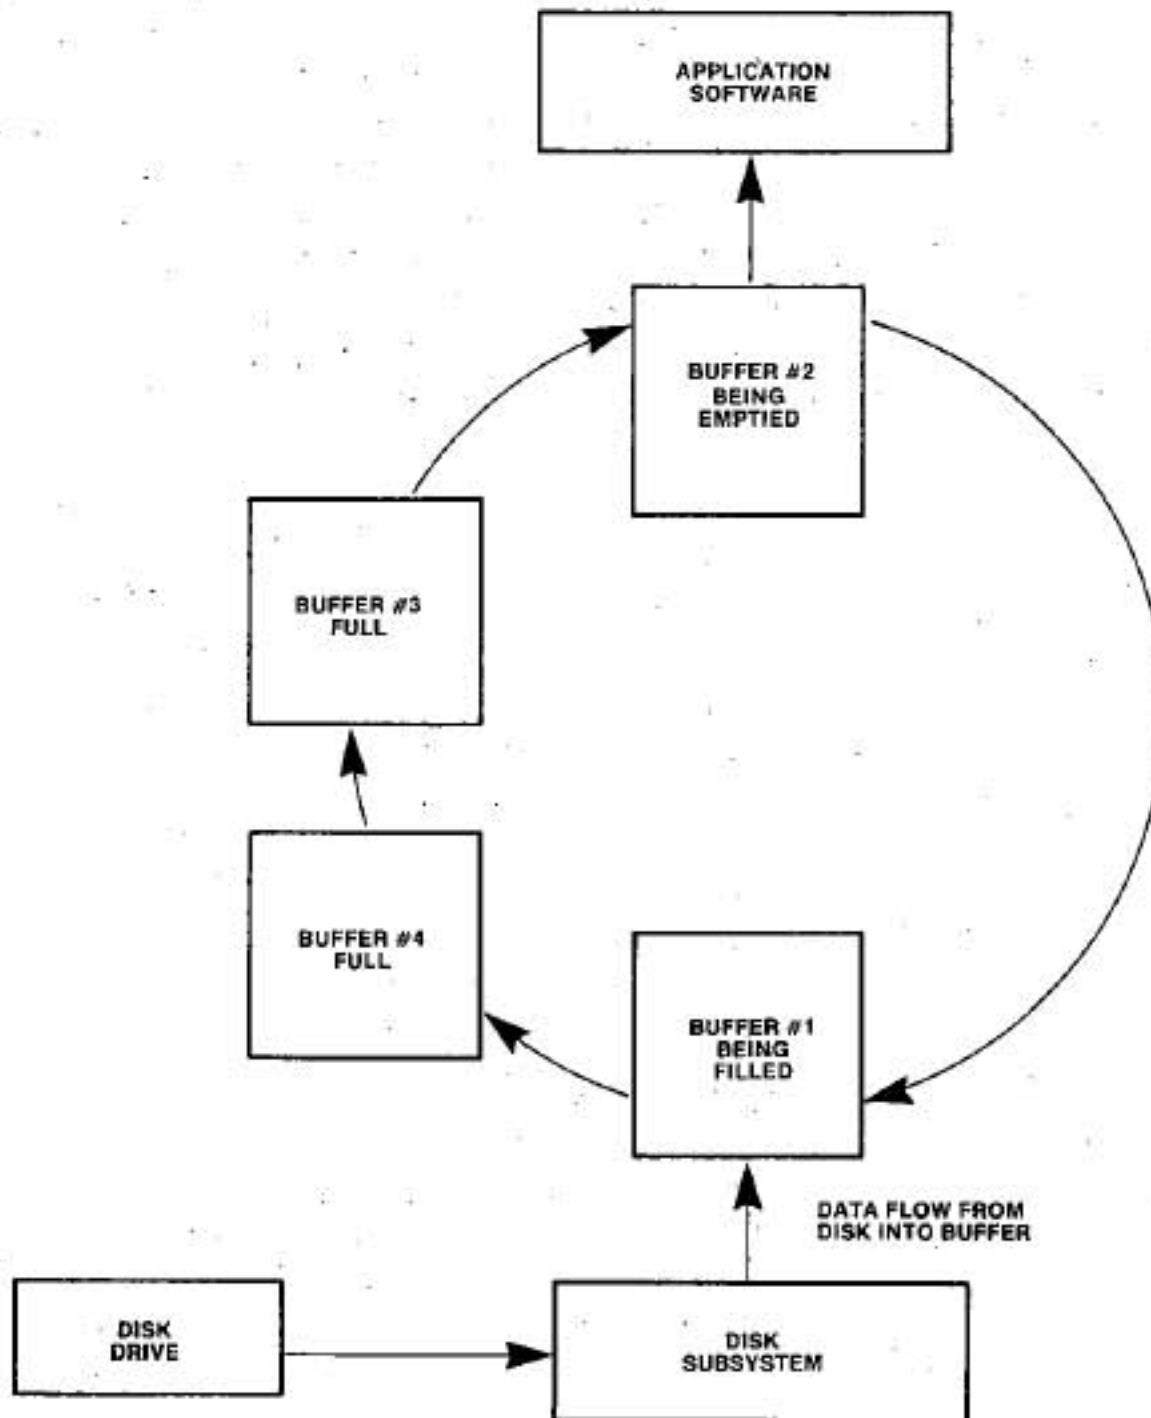 APPLICATION
SOFTWARE
BUFFER #2
BEING
EMPTIED
BUFFER #3
FULL
BUFFER #4
FULL
BUFFER #1
BEING
FILLED
DATA FLOW FROM
DISK INTO BUFFER
DISK
DRIVE
DISK
SUBSYSTEM